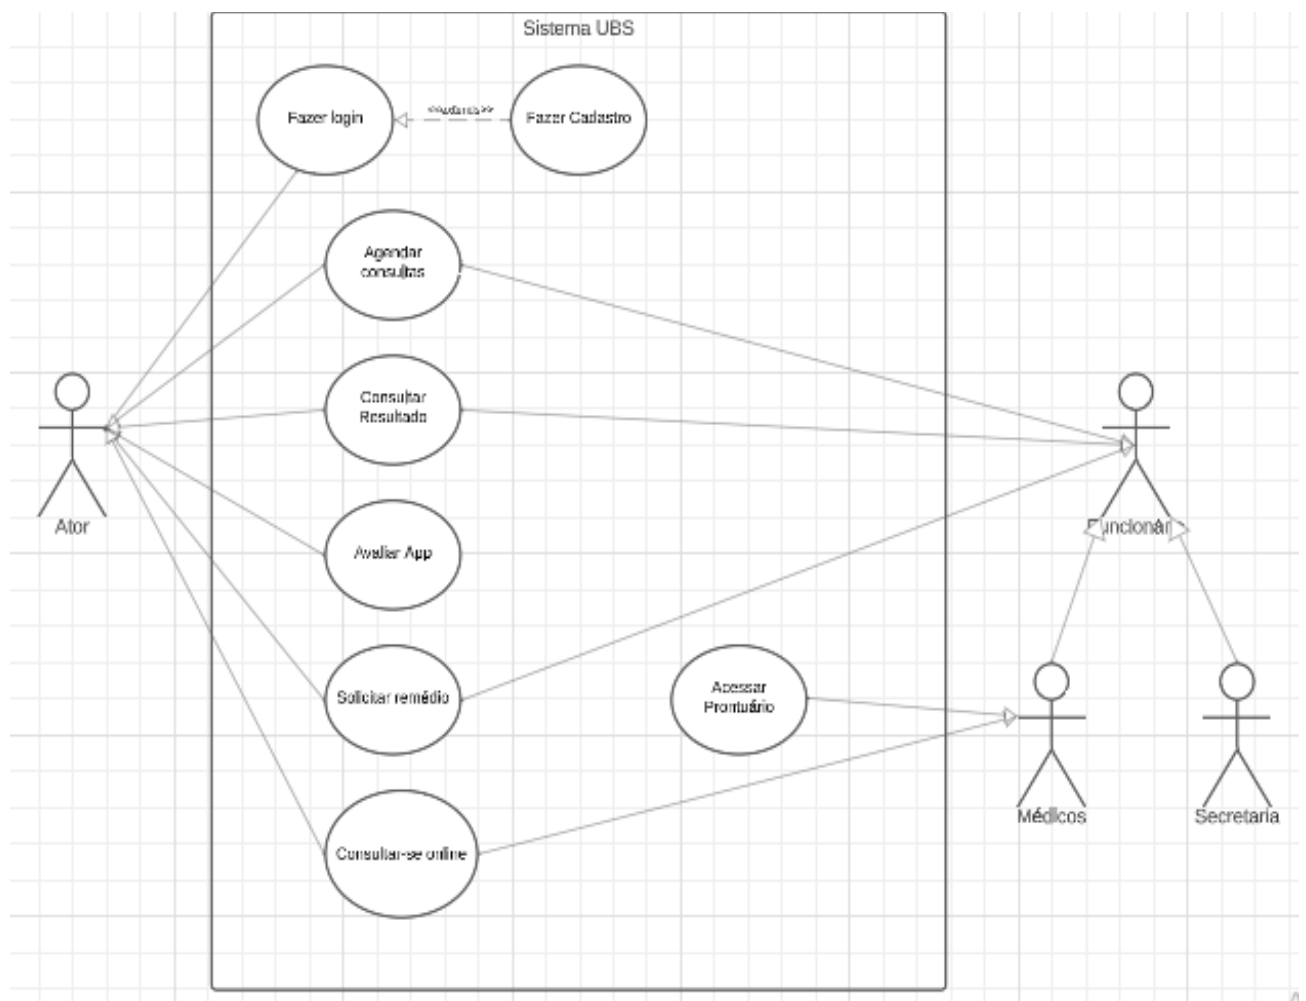 Sistema UBS
Fazer login
Fazer Cadastro
Agendar
consultas
Consultar
Resultado
Ator
Avaliar App
Solicitar remédio
Acessar
Prontuário
Médicos
Secretaria
Consultar-se online